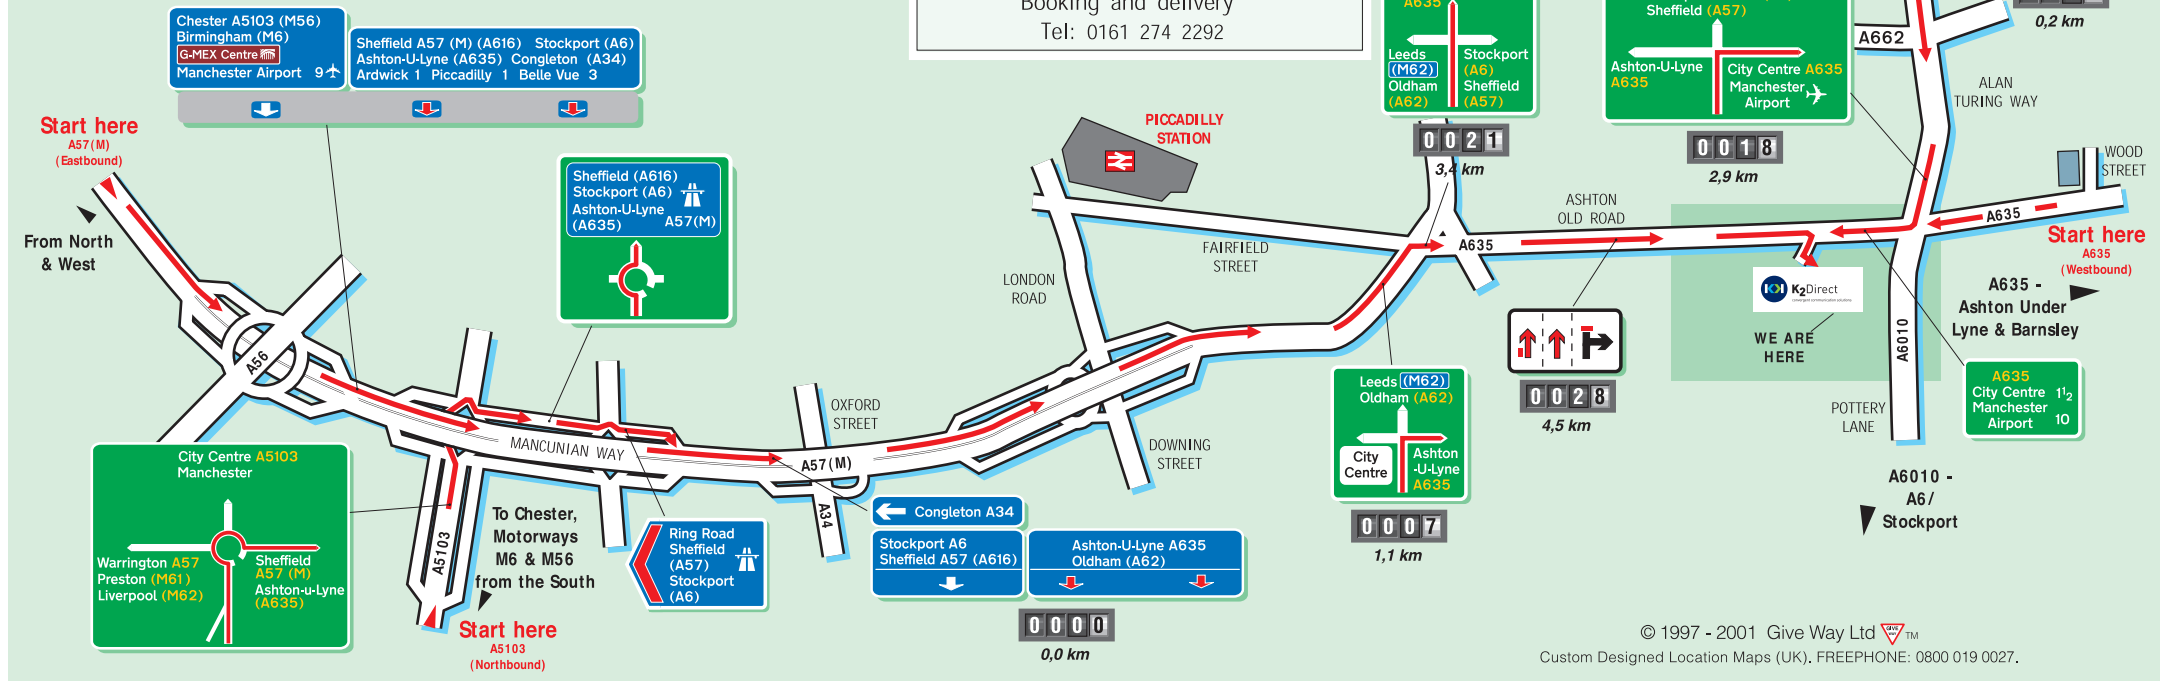 Booking and delivery
Tel: 0161 274 2292
Chester A5103 (M56)
Birmingham (M6)
G-MEX Centre
Manchester Airport 9
Sheffield A57 (M) (A616) Stockport (A6)
Ashton-U-Lyne (A635) Congleton (A34)
Ardwick 1 Piccadilly 1 Belle Vue 3
Start here
A57(M)
(Eastbound)
From North
& West
Sheffield (A616)
Stockport (A6)
Ashton-U-Lyne
(A635)
A57(M)
PICCADILLY
STATION
A635
Leeds
(M62)
Oldham
(A62)
Stockport
(A6)
Sheffield
(A57)
0021
3,4 km
Sheffield (A57)
Ashton-U-Lyne
A635
City Centre A635
Manchester
Airport
0018
2,9 km
0,2 km
A662
ALAN
TURING WAY
WOOD
STREET
ASHTON
OLD ROAD
A635
A635
Start here
A635
(Westbound)
A635 -
Ashton Under
Lyne & Barnsley
FAIRFIELD
STREET
LONDON
ROAD
K2Direct
WE ARE
HERE
A6010
0028
4,5 km
A635
City Centre 1½
Manchester
Airport 10
POTTERY
LANE
A6010 -
A6/
Stockport
Leeds (M62)
Oldham (A62)
City
Centre
Ashton
-U-Lyne
A635
0007
1,1 km
A56
MANCUNIAN WAY
OXFORD
STREET
A57(M)
DOWNING
STREET
A34
A5103
City Centre A5103
Manchester
Warrington A57
Preston (M61)
Liverpool (M62)
Sheffield
A57 (M)
Ashton-u-Lyne
(A635)
To Chester,
Motorways
M6 & M56
from the South
Start here
A5103
(Northbound)
Ring Road
Sheffield
(A57)
Stockport
(A6)
Congleton A34
Stockport A6
Sheffield A57 (A616)
Ashton-U-Lyne A635
Oldham (A62)
0000
0,0 km
© 1997 - 2001 Give Way Ltd GIVE WAY TM
Custom Designed Location Maps (UK). FREEPHONE: 0800 019 0027.